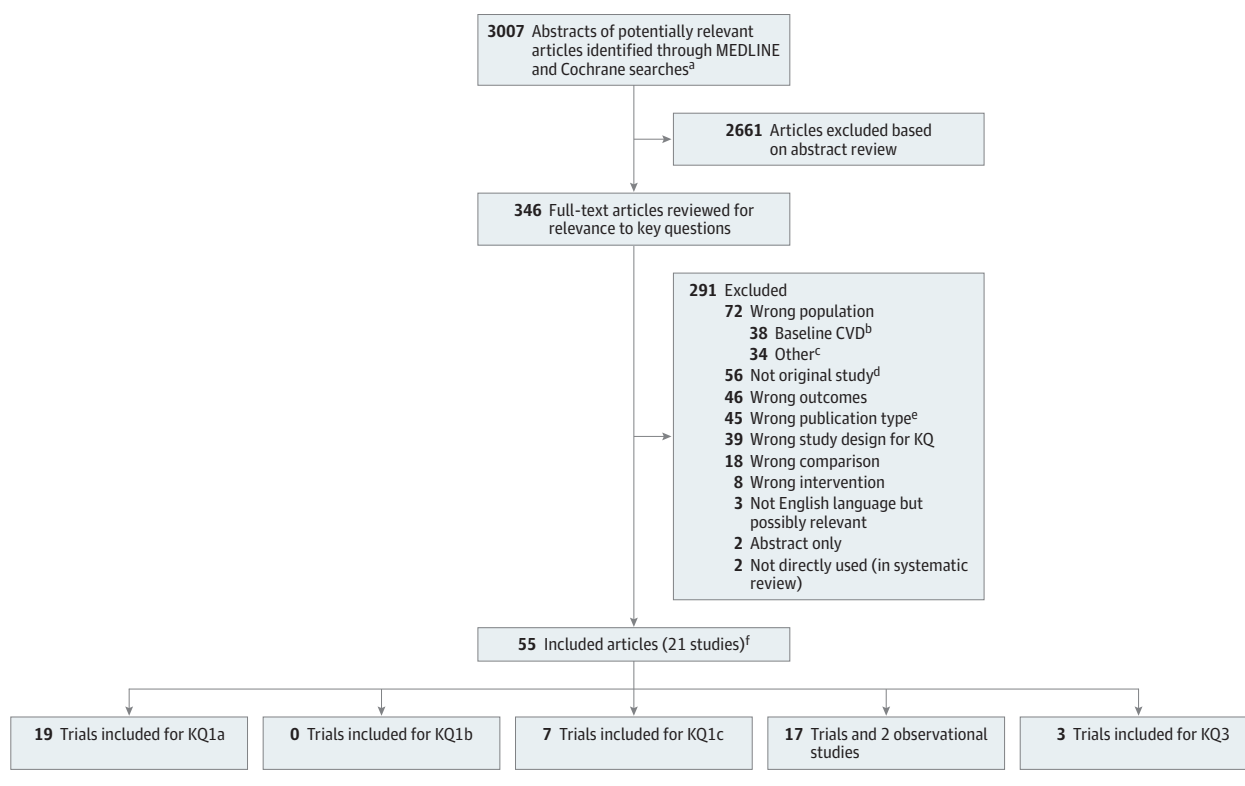 3007 Abstracts of potentially relevant
articles identified through MEDLINE
and Cochrane searchesa
2661 Articles excluded based
on abstract review
346 Full-text articles reviewed for
relevance to key questions
291 Excluded
72 Wrong population
38 Baseline CVDb
34 Otherc
56 Not original studyd
46 Wrong outcomes
45 Wrong publication typee
39 Wrong study design for KQ
18 Wrong comparison
8 Wrong intervention
3 Not English language but
possibly relevant
2 Abstract only
2 Not directly used (in systematic
review)
55 Included articles (21 studies)f
19 Trials included for KQ1a
0 Trials included for KQ1b
7 Trials included for KQ1c
17 Trials and 2 observational
studies
3 Trials included for KQ3